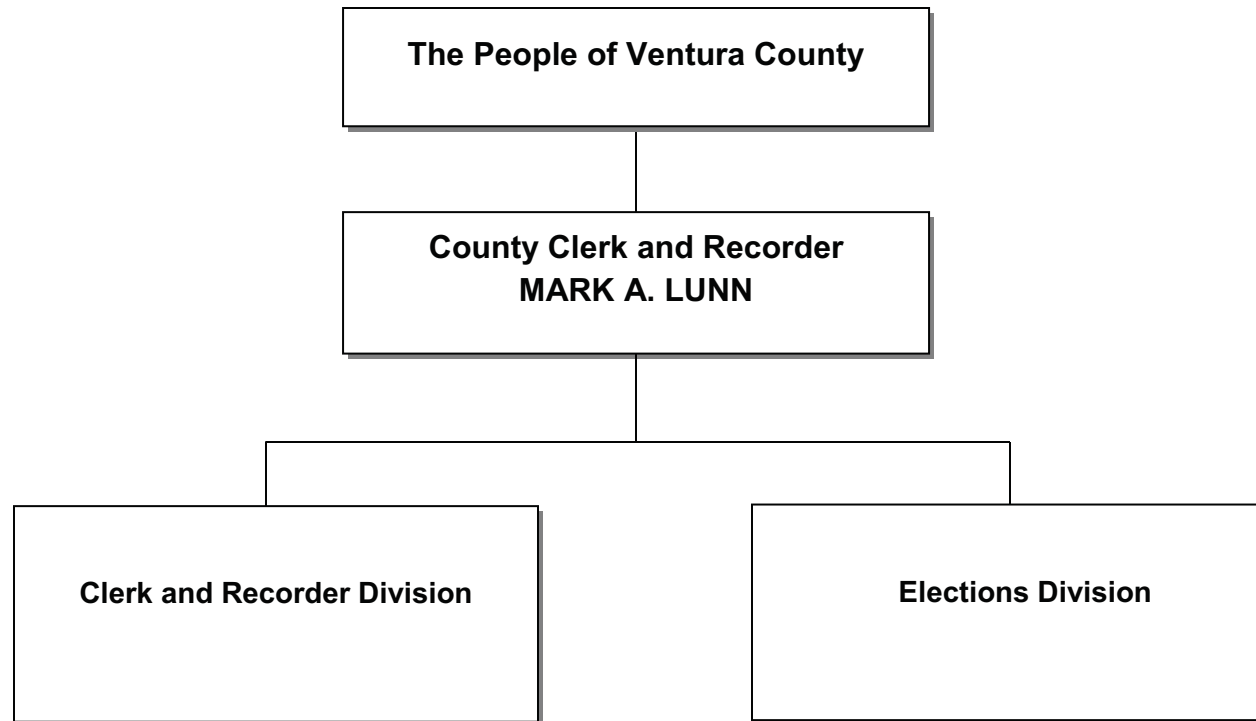 The People of Ventura County
County Clerk and Recorder
MARK A. LUNN
Clerk and Recorder Division
Elections Division